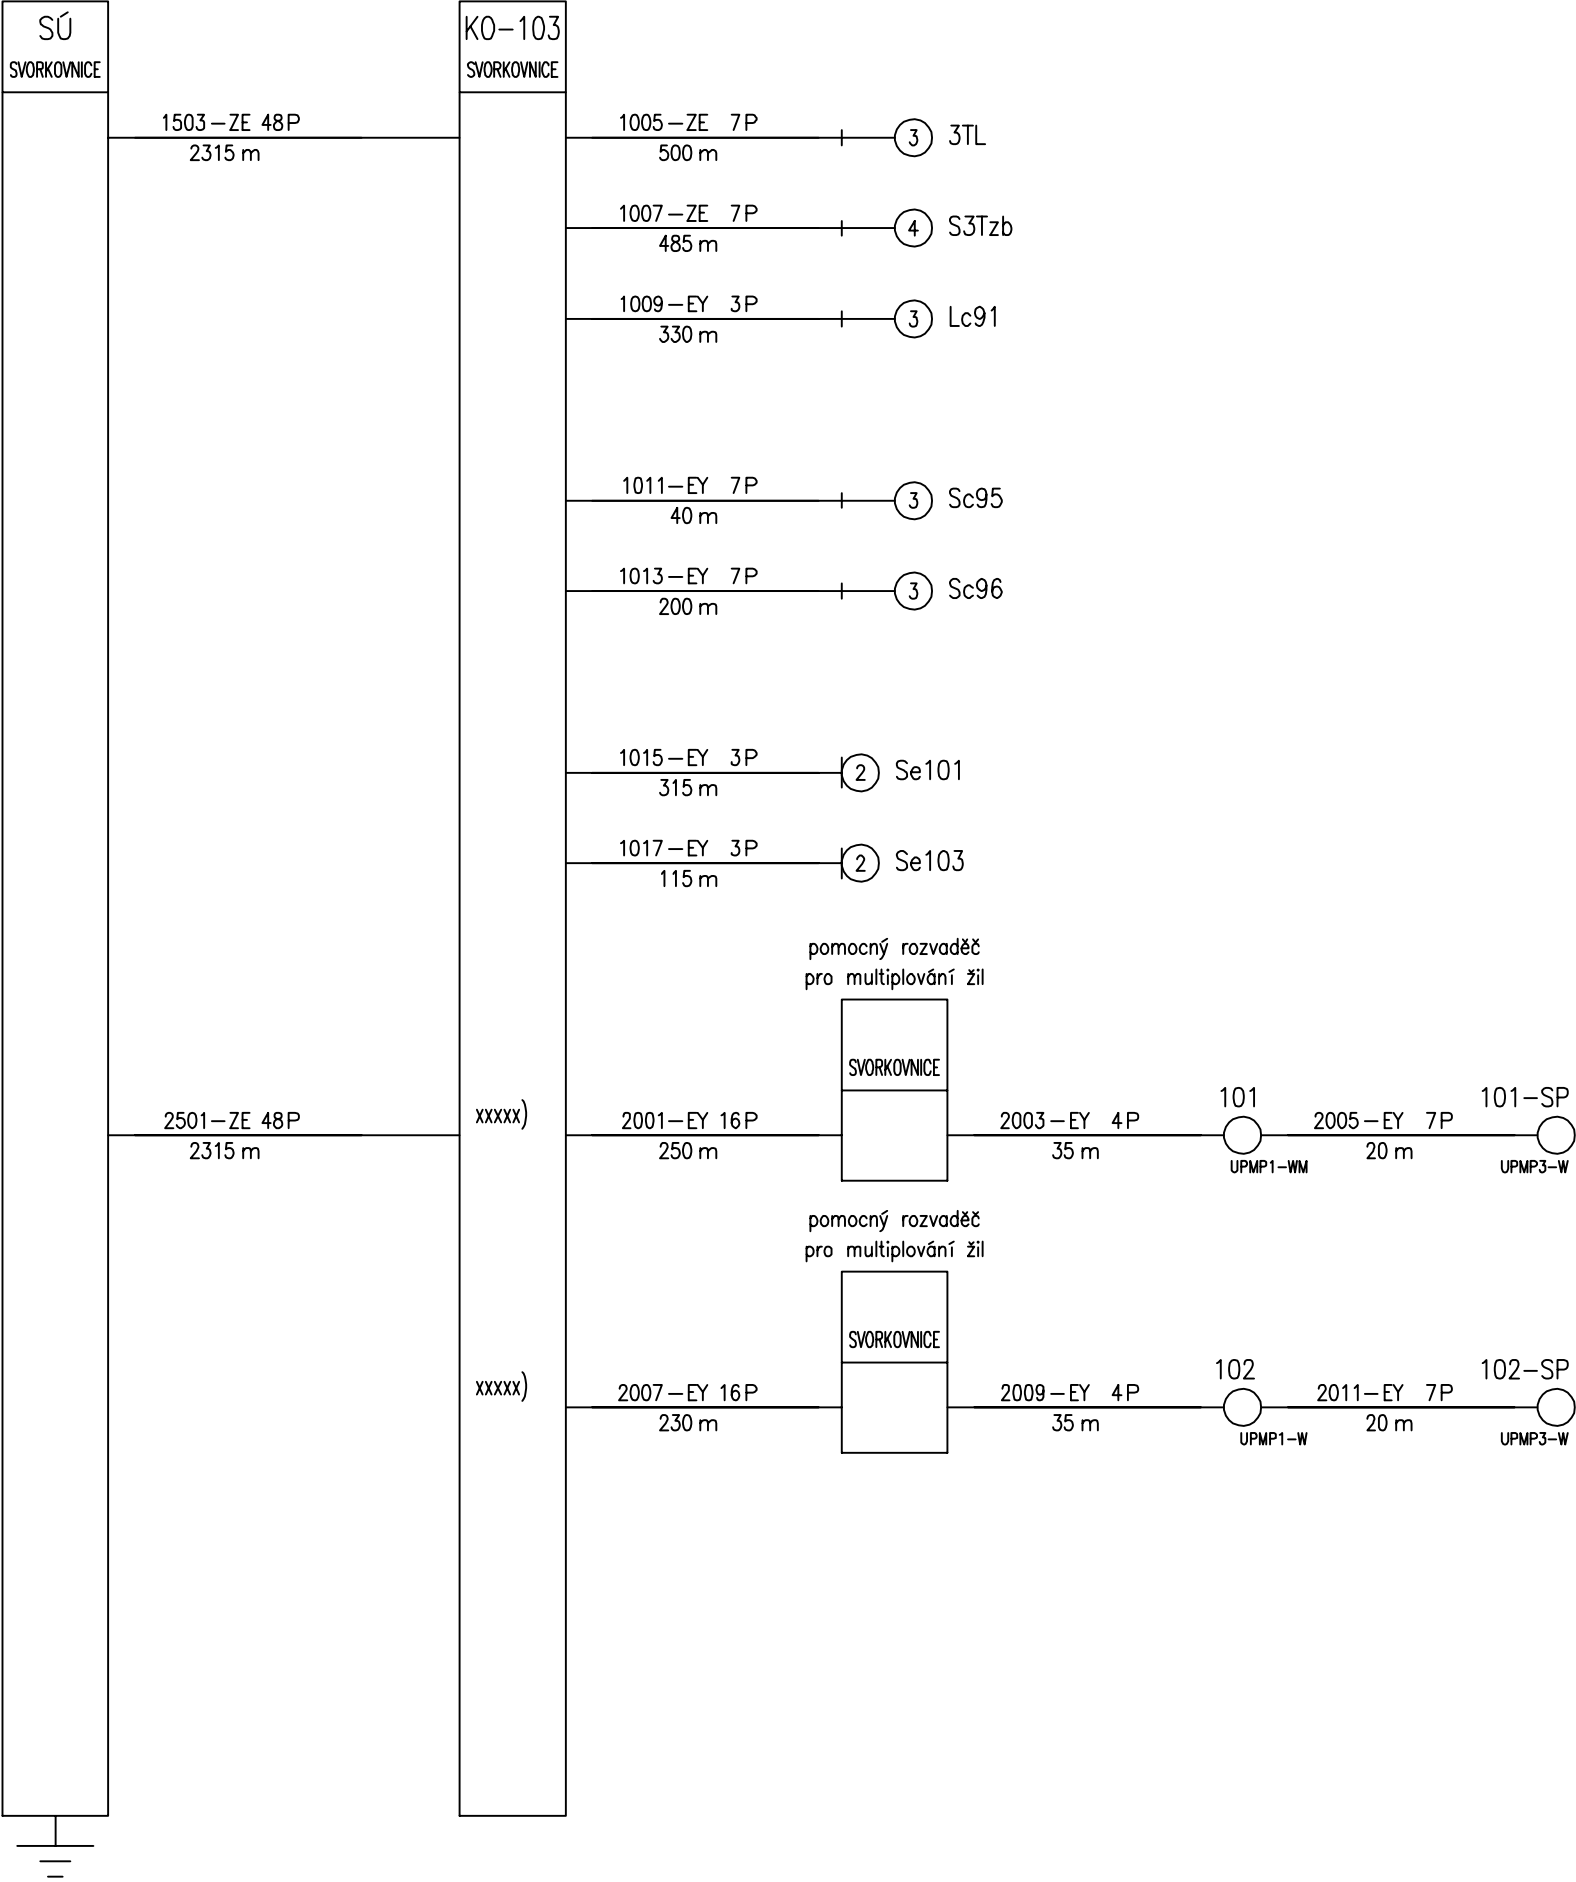 SÚ
SVORKOVNICE
KO-103
SVORKOVNICE
1503-ZE 48P
2315 m
1005-ZE 7P
500 m
3 3TL
1007-ZE 7P
485 m
4 S3Tzb
1009-EY 3P
330 m
3 Lc91
1011-EY 7P
40 m
3 Sc95
1013-EY 7P
200 m
3 Sc96
1015-EY 3P
315 m
2 Se101
1017-EY 3P
115 m
2 Se103
pomocný rozvaděč
pro multiplování žil
SVORKOVNICE
2501-ZE 48P
2315 m
xxxxx)
2001-EY 16P
250 m
2003-EY 4P
35 m
101
UPMP1-WM
2005-EY 7P
20 m
101-SP
UPMP3-W
pomocný rozvaděč
pro multiplování žil
SVORKOVNICE
xxxxx)
2007-EY 16P
230 m
2009-EY 4P
35 m
102
UPMP1-W
2011-EY 7P
20 m
102-SP
UPMP3-W